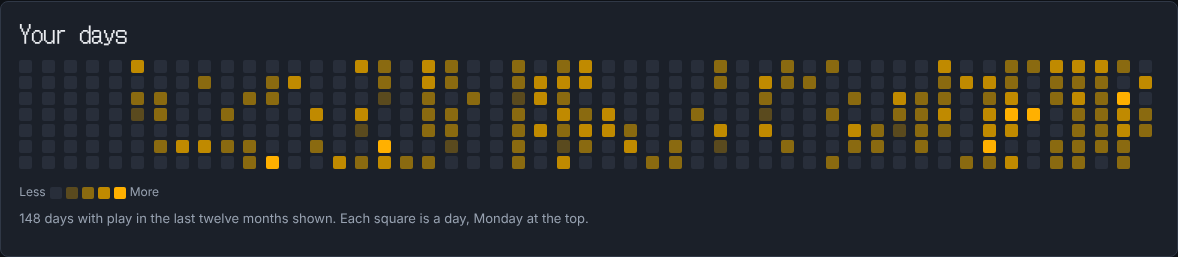 Your days
Less More
148 days with play in the last twelve months shown. Each square is a day, Monday at the top.